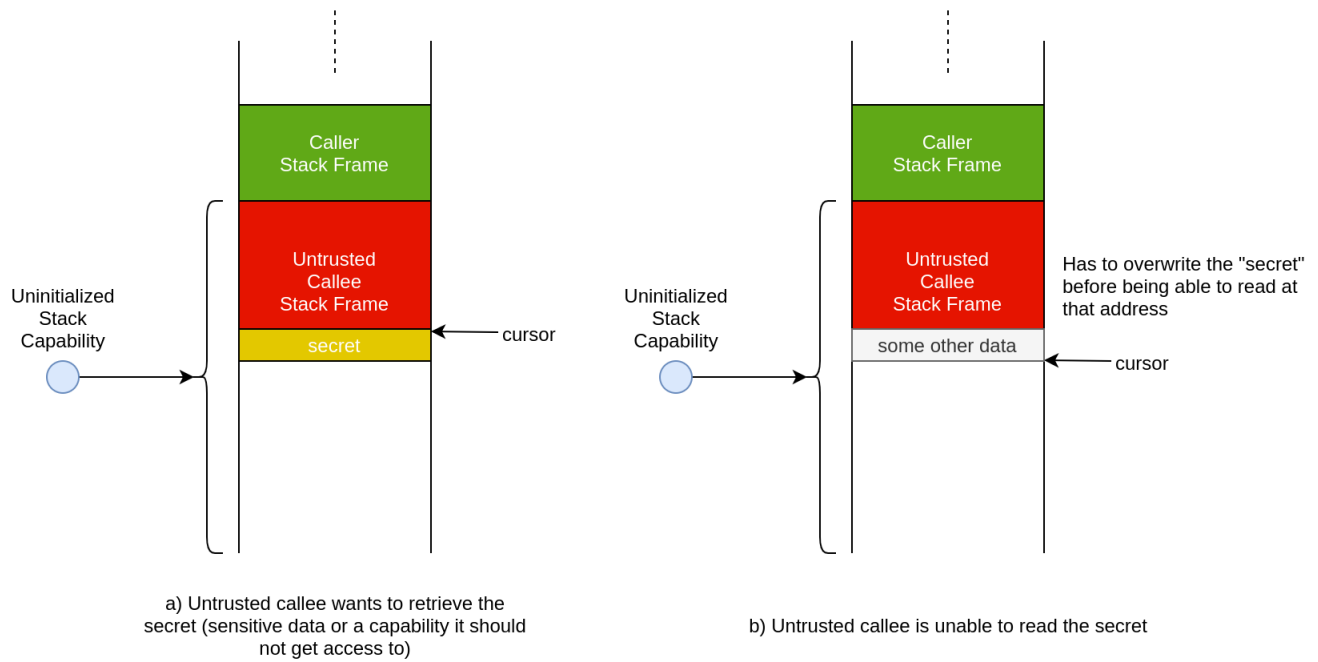 Caller
Stack Frame
Untrusted
Callee
Stack Frame
Uninitialized
Stack
Capability
secret
cursor
a) Untrusted callee wants to retrieve the
secret (sensitive data or a capability it should
not get access to)
Caller
Stack Frame
Untrusted
Callee
Stack Frame
Has to overwrite the "secret"
before being able to read at
that address
Uninitialized
Stack
Capability
some other data
cursor
b) Untrusted callee is unable to read the secret